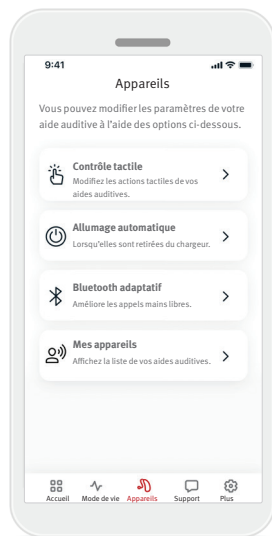 9:41
Appareils
Vous pouvez modifier les paramètres de votre
aide auditive à l'aide des options ci-dessous.
Contrôle tactile
Modifiez les actions tactiles de vos
aides auditives.
Allumage automatique
Lorsqu'elles sont retirées du chargeur.
Bluetooth adaptatif
Améliore les appels mains libres.
Mes appareils
Affichez la liste de vos aides auditives.
Accueil Mode de vie Appareils Support Plus